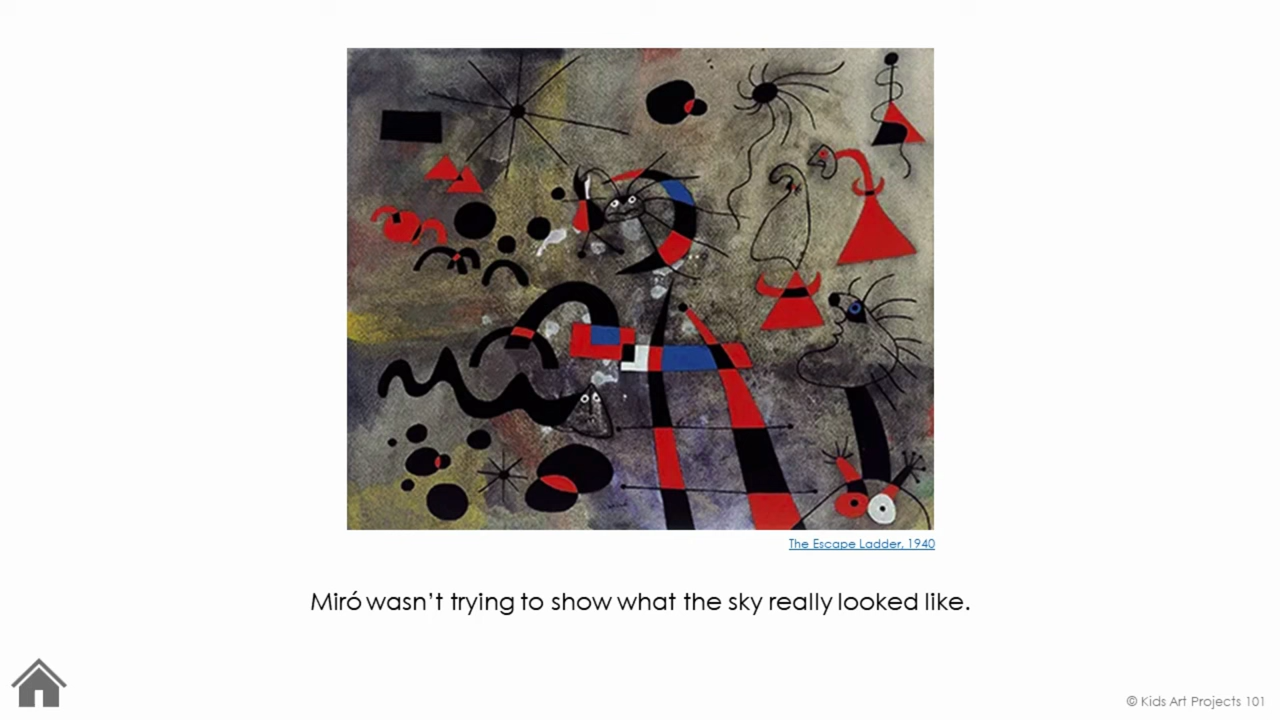 The Escape Ladder, 1940
Miró wasn’t trying to show what the sky really looked like.
© Kids Art Projects 101